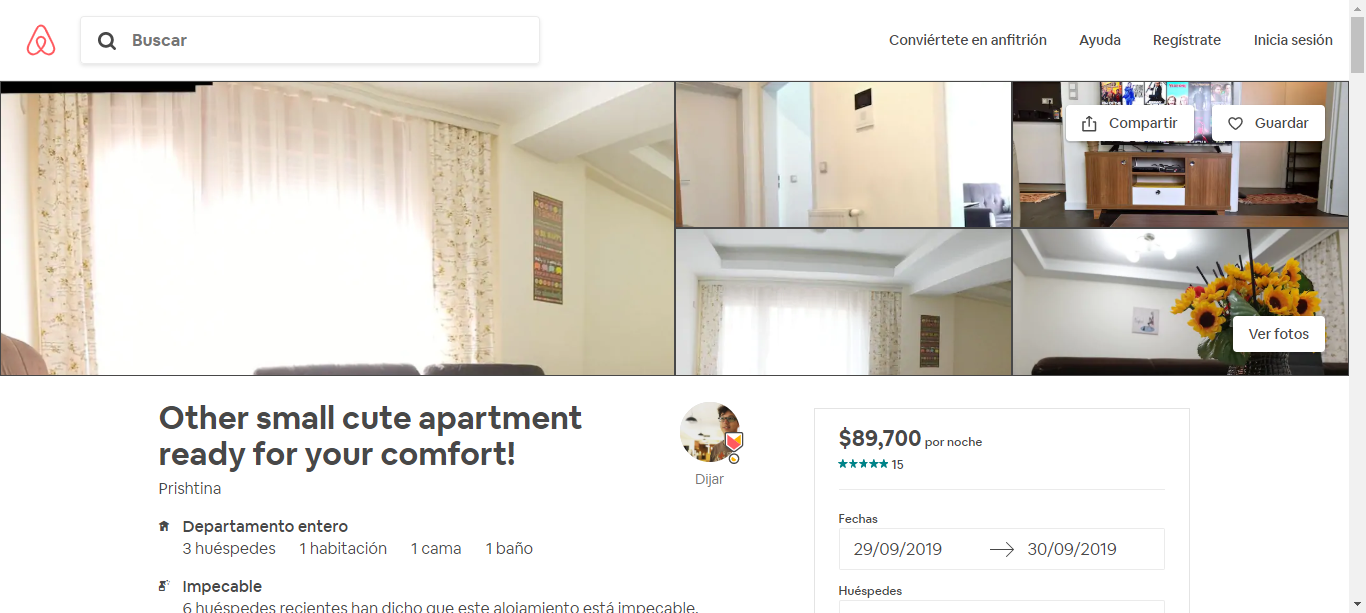 Buscar
Conviértete en anfitrión
Ayuda
Regístrate
Inicia sesión
Compartir
Guardar
Ver fotos
Other small cute apartment
ready for your comfort!
Prishtina
Dijar
Departamento entero
3 huéspedes 1 habitación 1 cama 1 baño
Impecable
6 huéspedes recientes han dicho que este alojamiento está impecable.
$89,700 por noche
15
Fechas
29/09/2019 30/09/2019
Huéspedes